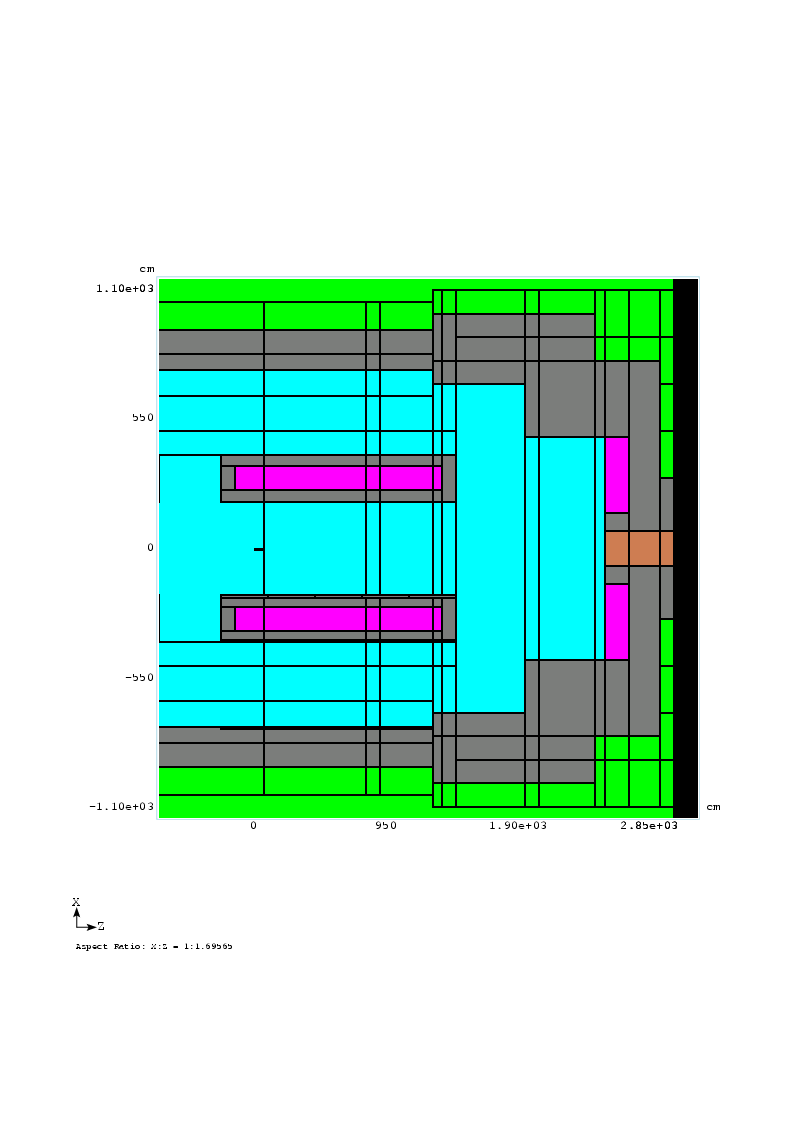 cm
1.10e+03
550
0
-550
-1.10e+03
cm
0 950 1.90e+03 2.85e+03
X
Z
Aspect Ratio: X:Z = 1:1.69565